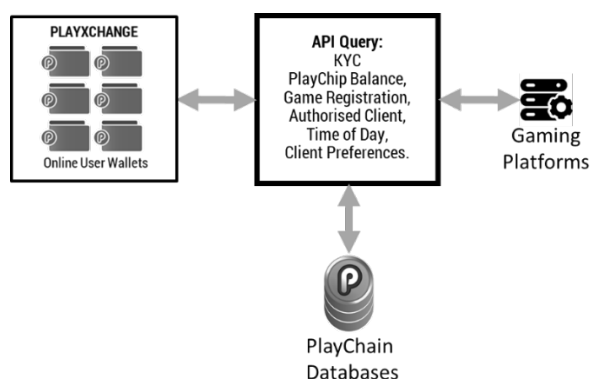 PLAYXCHANGE
P P
P P
P P
Online User Wallets
API Query:
KYC
PlayChip Balance,
Game Registration,
Authorised Client,
Time of Day,
Client Preferences.
Gaming
Platforms
P
PlayChain
Databases